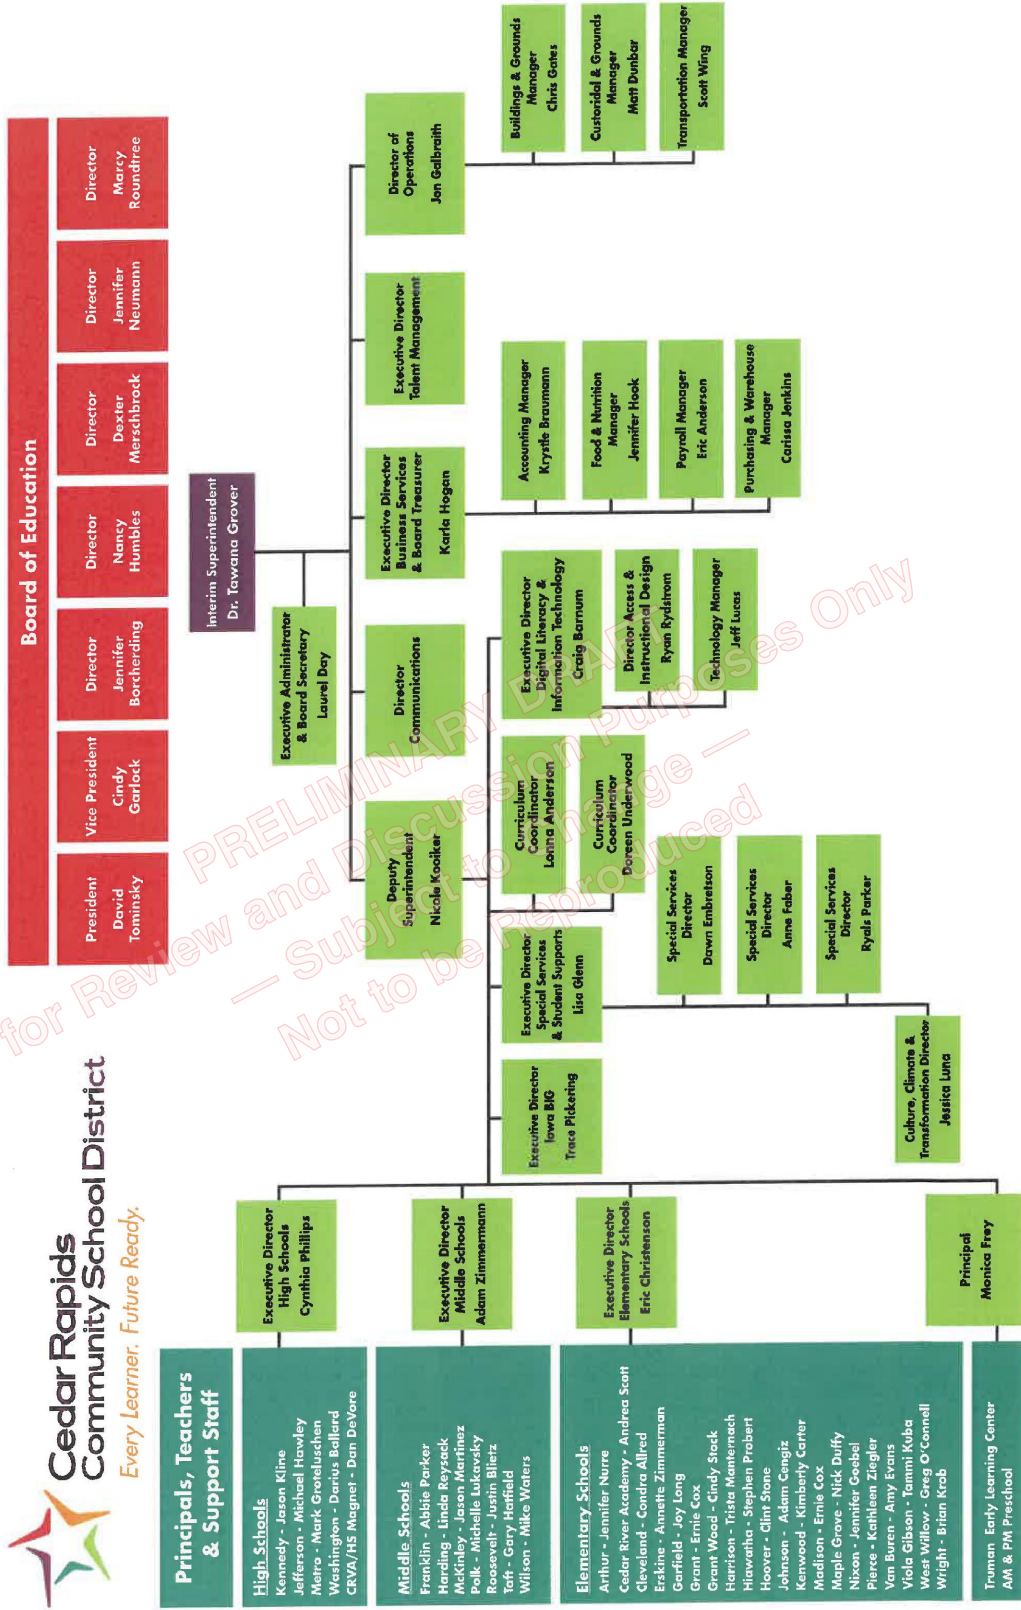 Cedar Rapids
Community School District
Every Learner. Future Ready.
Board of Education
President
David
Tominsky
Vice President
Cindy
Garlock
Director
Jennifer
Borcherding
Director
Nancy
Humbles
Director
Dexter
Merschbrock
Director
Jennifer
Neumann
Director
Marcy
Roundtree
Interim Superintendent
Dr. Tawana Grover
Executive Administrator
& Board Secretary
Laurel Day
Deputy
Superintendent
Nicole Kooiker
Director
Communications
Executive Director
Business Services
& Board Treasurer
Karla Hogan
Executive Director
Talent Management
Director of
Operations
Jon Galbraith
Executive Director
Iowa BIG
Trace Pickering
Executive Director
Special Services
& Student Supports
Lisa Glenn
Curriculum
Coordinator
Lonna Anderson
Curriculum
Coordinator
Doreen Underwood
Executive Director
Digital Literacy &
Information Technology
Craig Barnum
Director Access &
Instructional Design
Ryan Rydstrom
Technology Manager
Jeff Lucas
Accounting Manager
Krystle Braumann
Food & Nutrition
Manager
Jennifer Hook
Payroll Manager
Eric Anderson
Purchasing & Warehouse
Manager
Carissa Jenkins
Buildings & Grounds
Manager
Chris Gates
Custoridal & Grounds
Manager
Matt Dunbar
Transportation Manager
Scott Wing
Special Services
Director
Dawn Embretson
Special Services
Director
Anne Faber
Special Services
Director
Ryals Parker
Culture, Climate &
Transformation Director
Jessica Luna
Principals, Teachers
& Support Staff
High Schools
Kennedy - Jason Kline
Jefferson - Michael Hawley
Metro - Mark Groteluschen
Washington - Darius Ballard
CRVA/HS Magnet - Dan DeVore
Executive Director
High Schools
Cynthia Phillips
Middle Schools
Franklin - Abbie Parker
Harding - Linda Reysack
McKinley - Jason Martinez
Polk - Michelle Lukavsky
Roosevelt - Justin Blietz
Taft - Gary Hatfield
Wilson - Mike Waters
Executive Director
Middle Schools
Adam Zimmermann
Elementary Schools
Arthur - Jennifer Nurre
Cedar River Academy - Andrea Scott
Cleveland - Condra Allred
Erskine - Annette Zimmerman
Garfield - Joy Long
Grant - Ernie Cox
Grant Wood - Cindy Stock
Harrison - Trista Manternach
Hiawatha - Stephen Probert
Hoover - Clint Stone
Johnson - Adam Cengiz
Kenwood - Kimberly Carter
Madison - Ernie Cox
Maple Grove - Nick Duffy
Nixon - Jennifer Goebel
Pierce - Kathleen Ziegler
Van Buren - Amy Evans
Viola Gibson - Tammi Kuba
West Willow - Greg O'Connell
Wright - Brian Krob
Executive Director
Elementary Schools
Eric Christenson
Truman Early Learning Center
AM & PM Preschool
Principal
Monica Frey
PRELIMINARY DRAFT
for Review and Discussion Purposes Only
— Subject to Change —
Not to be Reproduced